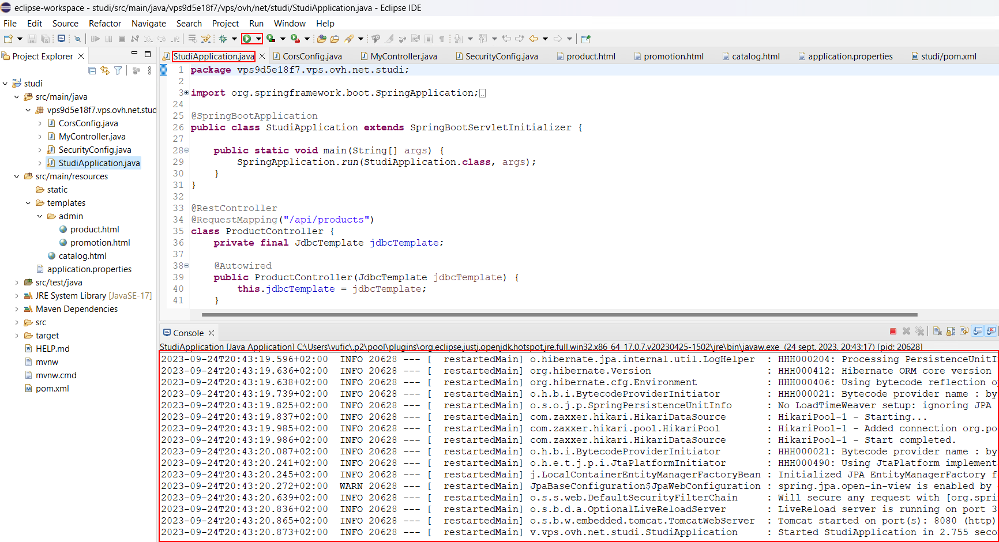 eclipse-workspace - studi/src/main/java/vps9d5e18f7/vps/ovh/net/studi/StudiApplication.java - Eclipse IDE
File Edit Source Refactor Navigate Search Project Run Window Help
Project Explorer
studi
src/main/java
vps9d5e18f7.vps.ovh.net.stud
CorsConfig.java
MyController.java
SecurityConfig.java
StudiApplication.java
src/main/resources
static
templates
admin
product.html
promotion.html
catalog.html
application.properties
src/test/java
JRE System Library [JavaSE-17]
Maven Dependencies
src
target
HELP.md
mvnw
mvnw.cmd
pom.xml
StudiApplication.java CorsConfig.java MyController.java SecurityConfig.java product.html promotion.html catalog.html application.properties studi/pom.xml
1 package vps9d5e18f7.vps.ovh.net.studi;
2
3 import org.springframework.boot.SpringApplication;
24
25 @SpringBootApplication
26 public class StudiApplication extends SpringBootServletInitializer {
27
28 public static void main(String[] args) {
29 SpringApplication.run(StudiApplication.class, args);
30 }
31 }
32
33 @RestController
34 @RequestMapping("/api/products")
35 class ProductController {
36 private final JdbcTemplate jdbcTemplate;
37
38 @Autowired
39 public ProductController(JdbcTemplate jdbcTemplate) {
40 this.jdbcTemplate = jdbcTemplate;
41 }
Console
StudiApplication [Java Application] C:\Users\vufic\.p2\pool\plugins\org.eclipse.justj.openjdk.hotspot.jre.full.win32.x86_64_17.0.7.v20230425-1502\jre\bin\javaw.exe (24 sept. 2023, 20:43:17) [pid: 20628]
2023-09-24T20:43:19.596+02:00 INFO 20628 --- [ restartedMain] o.hibernate.jpa.internal.util.LogHelper : HHH000204: Processing PersistenceUnitI
2023-09-24T20:43:19.636+02:00 INFO 20628 --- [ restartedMain] org.hibernate.Version : HHH000412: Hibernate ORM core version
2023-09-24T20:43:19.638+02:00 INFO 20628 --- [ restartedMain] org.hibernate.cfg.Environment : HHH000406: Using bytecode reflection o
2023-09-24T20:43:19.739+02:00 INFO 20628 --- [ restartedMain] o.h.b.i.BytecodeProviderInitiator : HHH000021: Bytecode provider name : by
2023-09-24T20:43:19.825+02:00 INFO 20628 --- [ restartedMain] o.s.o.j.p.SpringPersistenceUnitInfo : No LoadTimeWeaver setup: ignoring JPA
2023-09-24T20:43:19.837+02:00 INFO 20628 --- [ restartedMain] com.zaxxer.hikari.HikariDataSource : HikariPool-1 - Starting...
2023-09-24T20:43:19.985+02:00 INFO 20628 --- [ restartedMain] com.zaxxer.hikari.pool.HikariPool : HikariPool-1 - Added connection org.po
2023-09-24T20:43:19.986+02:00 INFO 20628 --- [ restartedMain] com.zaxxer.hikari.HikariDataSource : HikariPool-1 - Start completed.
2023-09-24T20:43:20.087+02:00 INFO 20628 --- [ restartedMain] o.h.b.i.BytecodeProviderInitiator : HHH000021: Bytecode provider name : by
2023-09-24T20:43:20.241+02:00 INFO 20628 --- [ restartedMain] o.h.e.t.j.p.i.JtaPlatformInitiator : HHH000490: Using JtaPlatform implement
2023-09-24T20:43:20.245+02:00 INFO 20628 --- [ restartedMain] j.LocalContainerEntityManagerFactoryBean : Initialized JPA EntityManagerFactory f
2023-09-24T20:43:20.272+02:00 WARN 20628 --- [ restartedMain] JpaBaseConfiguration$JpaWebConfiguration : spring.jpa.open-in-view is enabled by
2023-09-24T20:43:20.639+02:00 INFO 20628 --- [ restartedMain] o.s.s.web.DefaultSecurityFilterChain : Will secure any request with [org.spri
2023-09-24T20:43:20.836+02:00 INFO 20628 --- [ restartedMain] o.s.b.d.a.OptionalLiveReloadServer : LiveReload server is running on port 3
2023-09-24T20:43:20.865+02:00 INFO 20628 --- [ restartedMain] o.s.b.w.embedded.tomcat.TomcatWebServer : Tomcat started on port(s): 8080 (http)
2023-09-24T20:43:20.873+02:00 INFO 20628 --- [ restartedMain] v.vps.ovh.net.studi.StudiApplication : Started StudiApplication in 2.755 seco